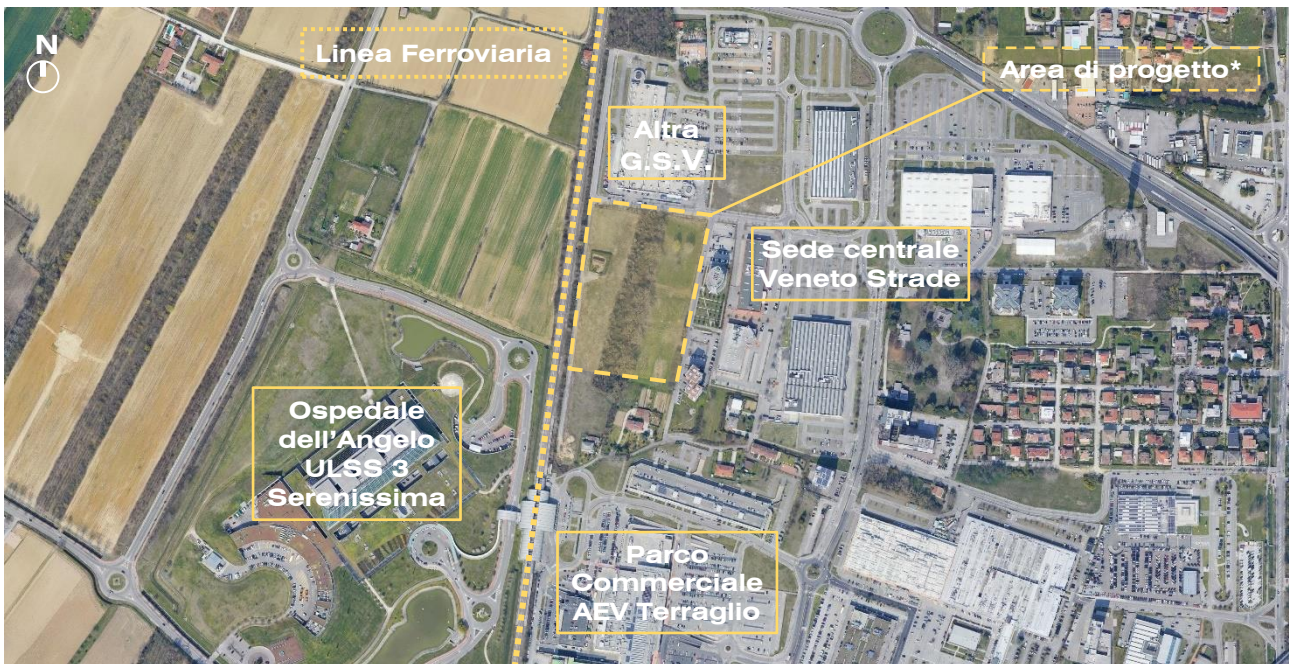 N
Linea Ferroviaria
Area di progetto*
Altra
G.S.V.
Sede centrale
Veneto Strade
Ospedale
dell'Angelo
ULSS 3
Serenissima
Parco
Commerciale
AEV Terraglio